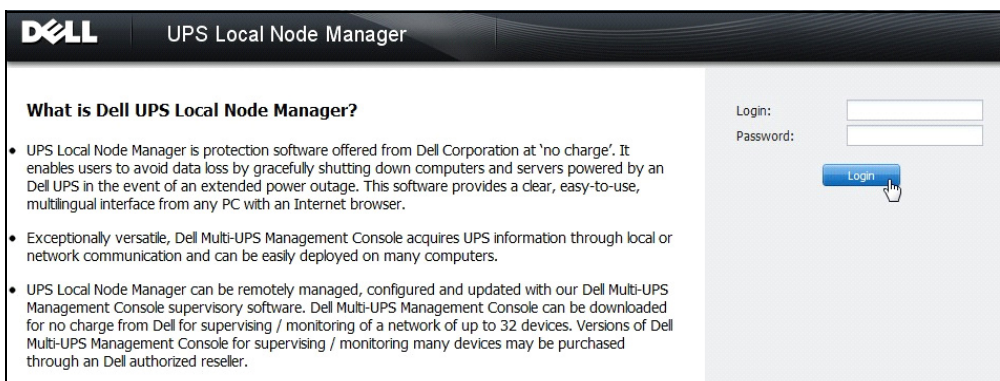 DELL UPS Local Node Manager
What is Dell UPS Local Node Manager?
• UPS Local Node Manager is protection software offered from Dell Corporation at ‘no charge’. It
enables users to avoid data loss by gracefully shutting down computers and servers powered by an
Dell UPS in the event of an extended power outage. This software provides a clear, easy-to-use,
multilingual interface from any PC with an Internet browser.
• Exceptionally versatile, Dell Multi-UPS Management Console acquires UPS information through local or
network communication and can be easily deployed on many computers.
• UPS Local Node Manager can be remotely managed, configured and updated with our Dell Multi-UPS
Management Console supervisory software. Dell Multi-UPS Management Console can be downloaded
for no charge from Dell for supervising / monitoring of a network of up to 32 devices. Versions of Dell
Multi-UPS Management Console for supervising / monitoring many devices may be purchased
through an Dell authorized reseller.
Login:
Password:
Login